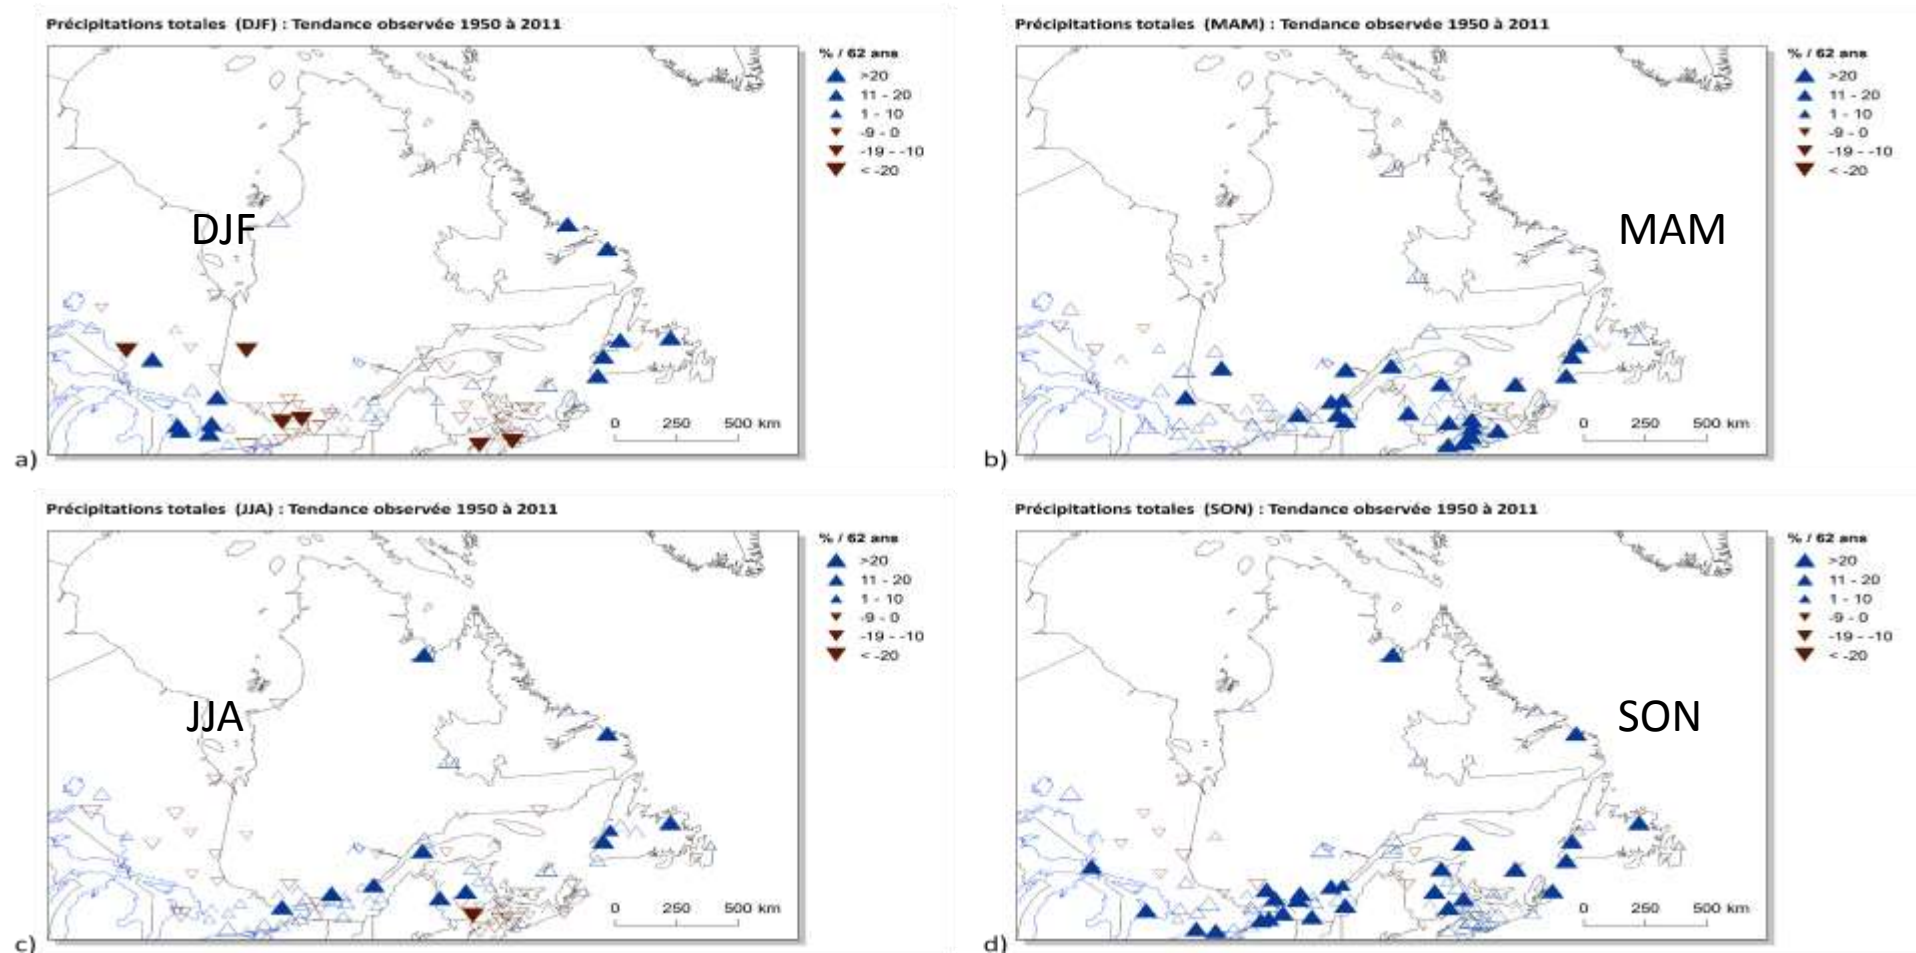 Précipitations totales (DJF) : Tendance observée 1950 à 2011
% / 62 ans
>20
11 - 20
1 - 10
-9 - 0
-19 - -10
< -20
DJF
0 250 500 km
a)
Précipitations totales (MAM) : Tendance observée 1950 à 2011
% / 62 ans
>20
11 - 20
1 - 10
-9 - 0
-19 - -10
< -20
MAM
0 250 500 km
b)
Précipitations totales (JJA) : Tendance observée 1950 à 2011
% / 62 ans
>20
11 - 20
1 - 10
-9 - 0
-19 - -10
< -20
JJA
0 250 500 km
c)
Précipitations totales (SON) : Tendance observée 1950 à 2011
% / 62 ans
>20
11 - 20
1 - 10
-9 - 0
-19 - -10
< -20
SON
0 250 500 km
d)